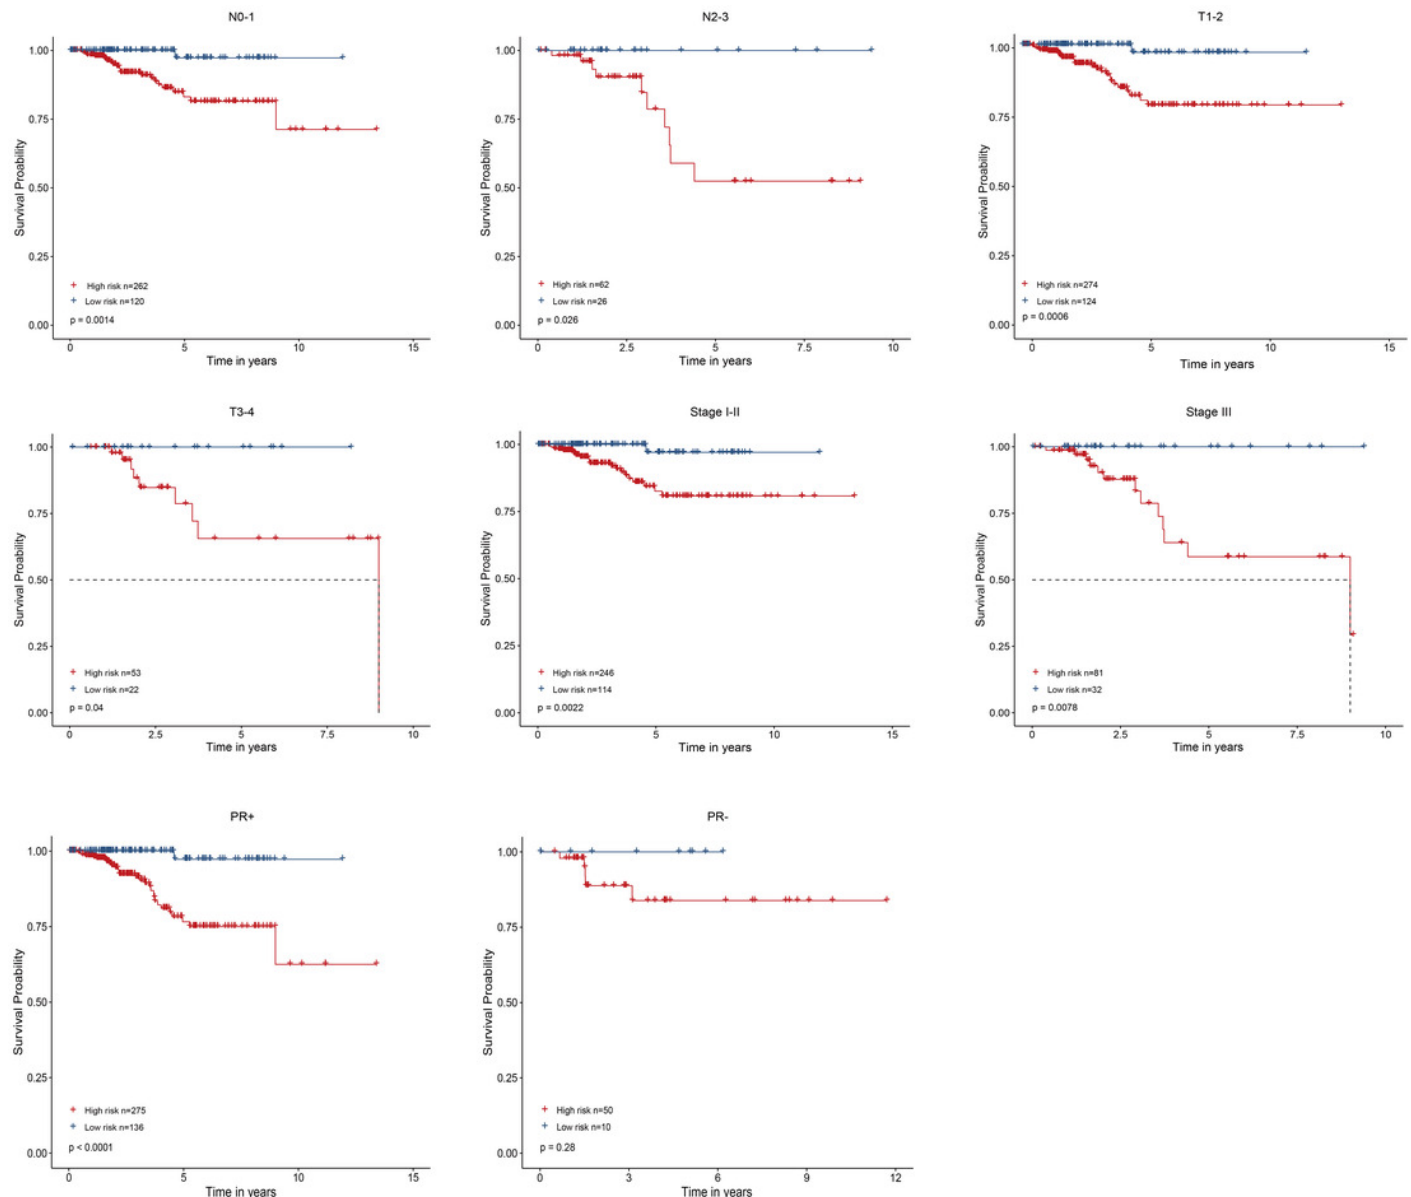 N0-1
1.00
0.75
0.50
0.25
0.00
Survival Proability
High risk n=262
Low risk n=120
p = 0.0014
0 5 10 15
Time in years
N2-3
1.00
0.75
0.50
0.25
0.00
Survival Proability
High risk n=62
Low risk n=26
p = 0.026
0 2.5 5 7.5 10
Time in years
T1-2
1.00
0.75
0.50
0.25
0.00
Survival Proability
High risk n=274
Low risk n=124
p = 0.0006
0 5 10 15
Time in years
T3-4
1.00
0.75
0.50
0.25
0.00
Survival Proability
High risk n=53
Low risk n=22
p = 0.04
0 2.5 5 7.5 10
Time in years
Stage I-II
1.00
0.75
0.50
0.25
0.00
Survival Proability
High risk n=246
Low risk n=114
p = 0.0022
0 5 10 15
Time in years
Stage III
1.00
0.75
0.50
0.25
0.00
Survival Proability
High risk n=81
Low risk n=32
p = 0.0078
0 2.5 5 7.5 10
Time in years
PR+
1.00
0.75
0.50
0.25
0.00
Survival Proability
High risk n=275
Low risk n=136
p < 0.0001
0 5 10 15
Time in years
PR-
1.00
0.75
0.50
0.25
0.00
Survival Proability
High risk n=50
Low risk n=10
p = 0.28
0 3 6 9 12
Time in years